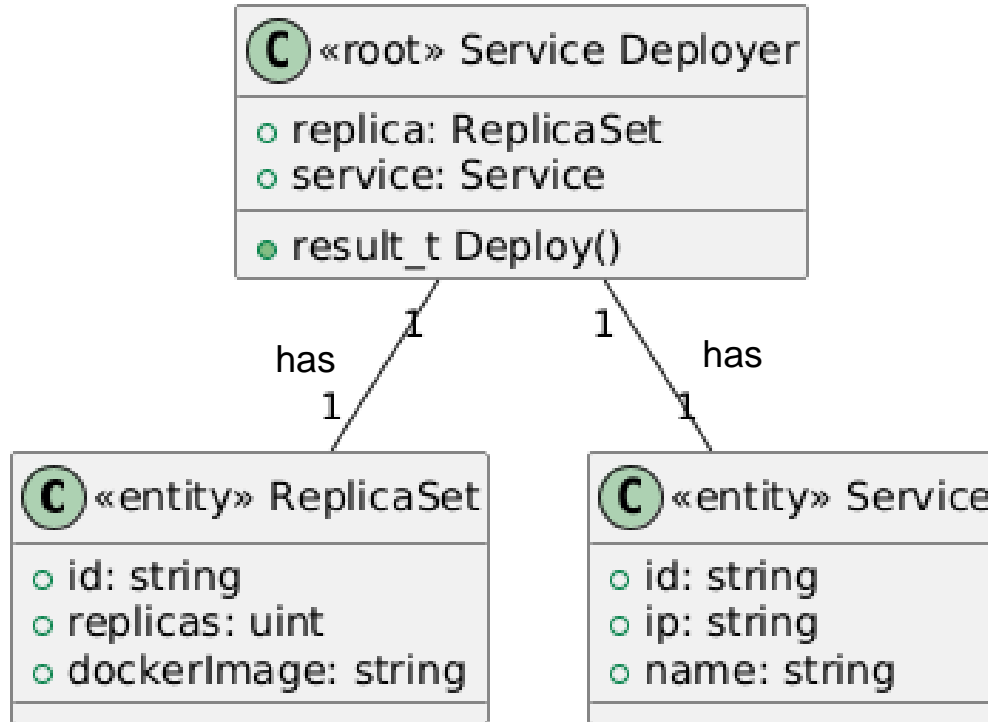 C «root» Service Deployer
replica: ReplicaSet
service: Service
result_t Deploy()
1
1
has
has
1
1
C «entity» ReplicaSet
id: string
replicas: uint
dockerImage: string
C «entity» Service
id: string
ip: string
name: string